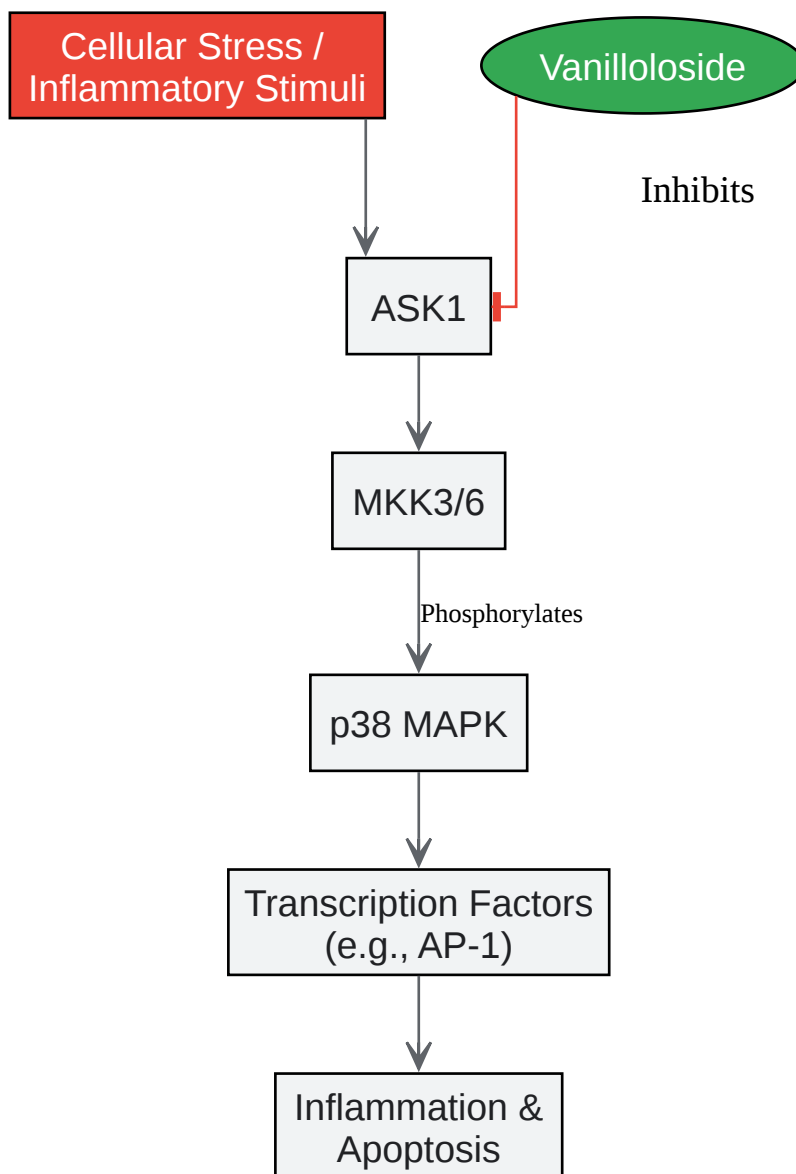 Cellular Stress /
Inflammatory Stimuli
Vanilloloside
Inhibits
ASK1
MKK3/6
Phosphorylates
p38 MAPK
Transcription Factors
(e.g., AP-1)
Inflammation &
Apoptosis